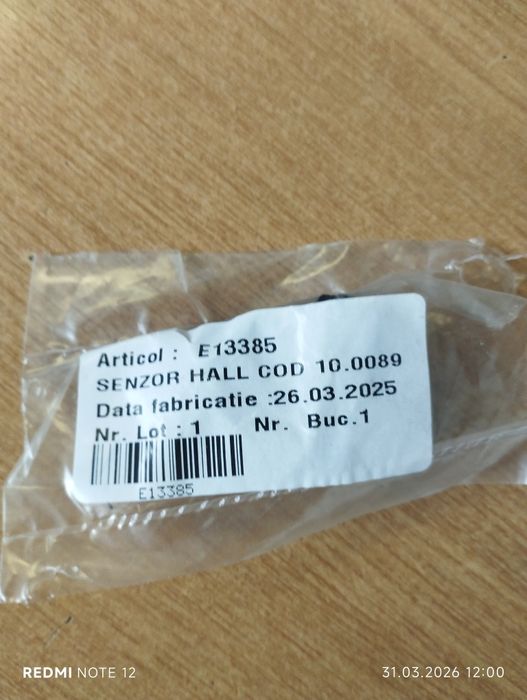 Articol : E13385
SENZOR HALL COD 10.0089
Data fabricatie :26.03.2025
Nr. Lot : 1 Nr. Buc.1
E13385
REDMI NOTE 12
31.03.2026 12:00